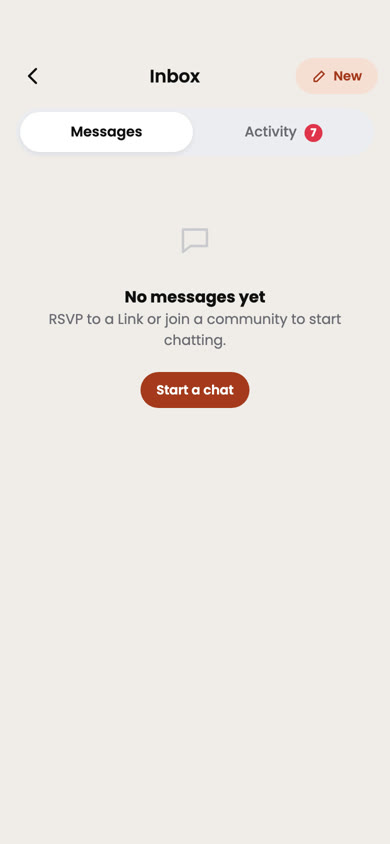 Inbox
New
Messages
Activity 7
No messages yet
RSVP to a Link or join a community to start
chatting.
Start a chat